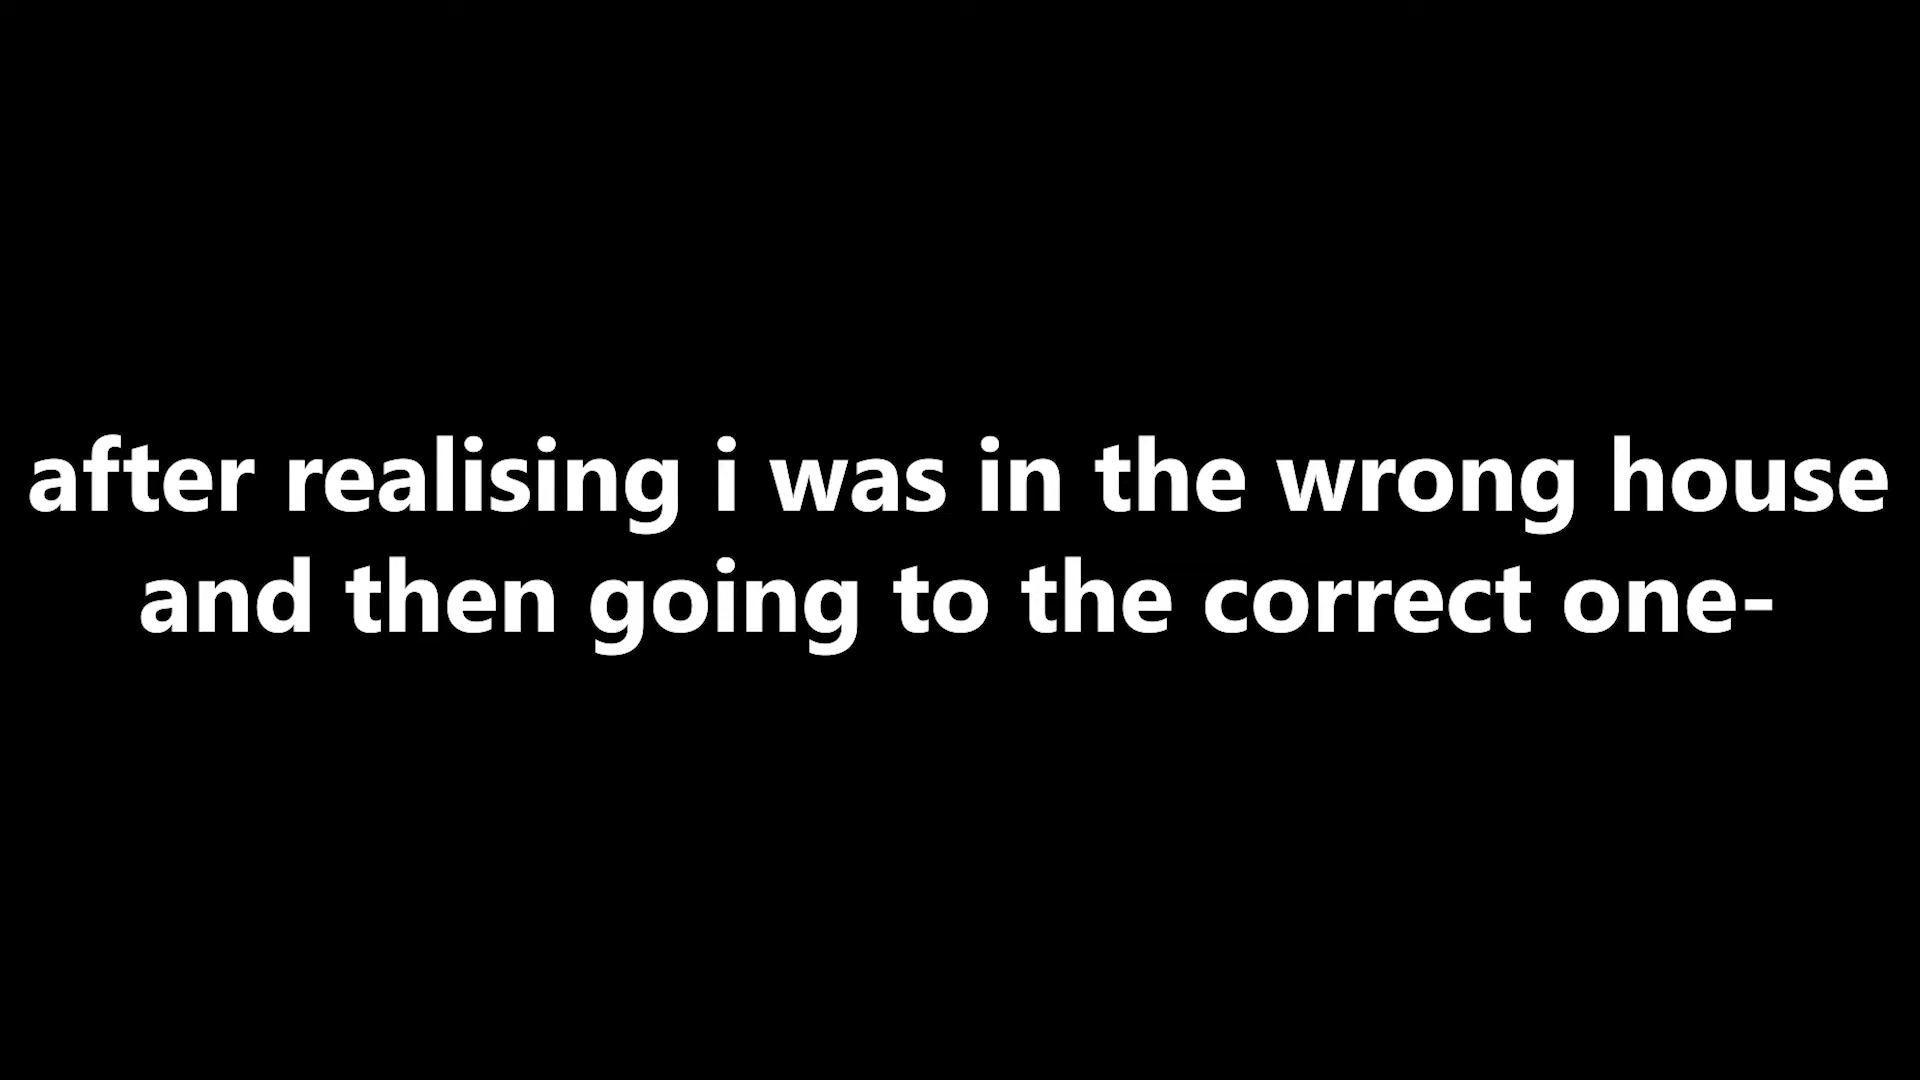 after realising i was in the wrong house
and then going to the correct one-